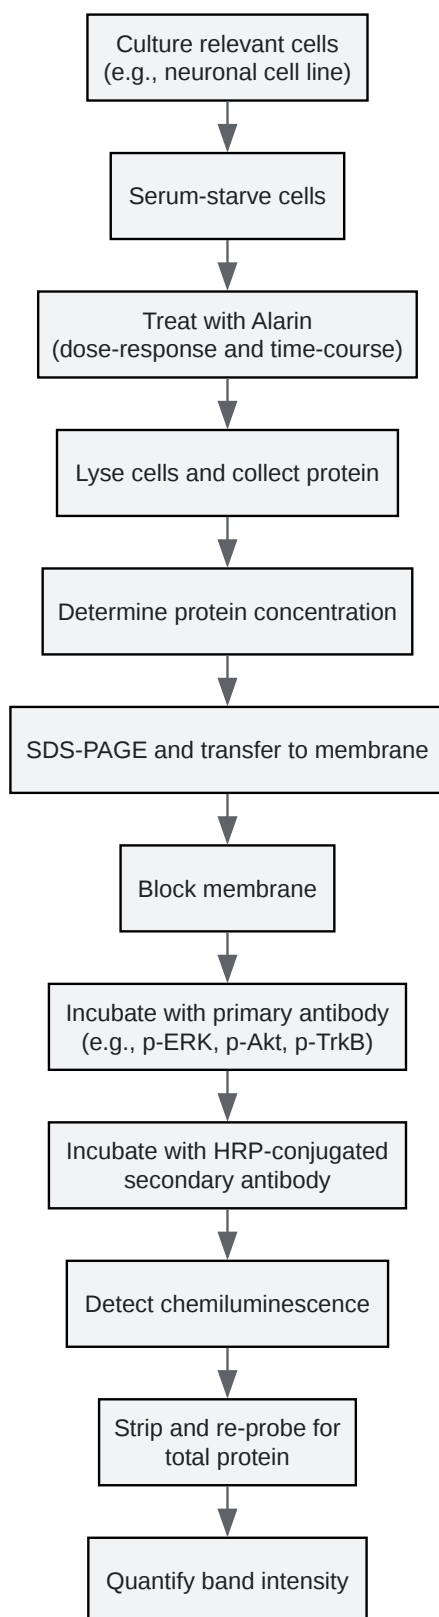 Culture relevant cells
(e.g., neuronal cell line)
Serum-starve cells
Treat with Alarin
(dose-response and time-course)
Lyse cells and collect protein
Determine protein concentration
SDS-PAGE and transfer to membrane
Block membrane
Incubate with primary antibody
(e.g., p-ERK, p-Akt, p-TrkB)
Incubate with HRP-conjugated
secondary antibody
Detect chemiluminescence
Strip and re-probe for
total protein
Quantify band intensity